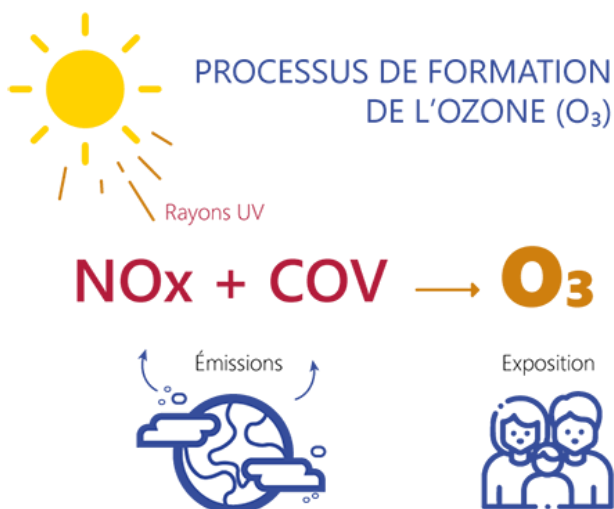 PROCESSUS DE FORMATION
DE L'OZONE (O₃)
Rayons UV
NOx + COV → O₃
Émissions
Exposition